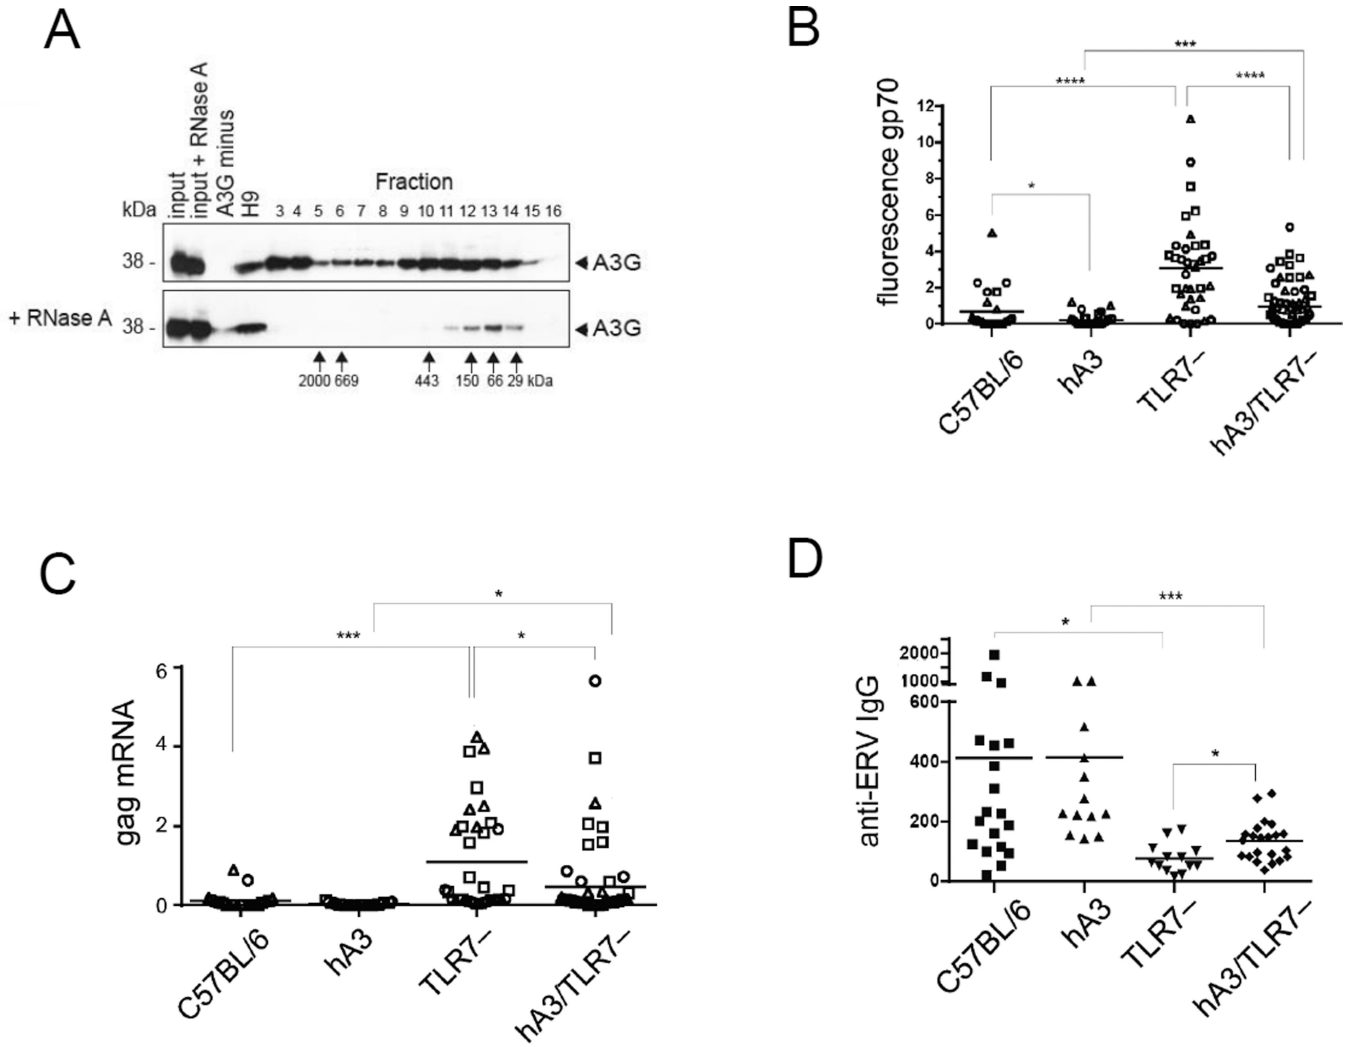 A
input
input + RNase A
A3G minus
H9
Fraction
kDa
3 4 5 6 7 8 9 10 11 12 13 14 15 16
38 -
◄ A3G
+ RNase A
38 -
◄ A3G
2000 669 443 150 66 29 kDa
B
***
****
****
*
fluorescence gp70
12
10
8
6
4
2
0
C57BL/6
hA3
TLR7–
hA3/TLR7–
C
*
***
*
gag mRNA
6
4
2
0
C57BL/6
hA3
TLR7–
hA3/TLR7–
D
***
*
*
anti-ERV IgG
2000
1000
600
400
200
0
C57BL/6
hA3
TLR7–
hA3/TLR7–